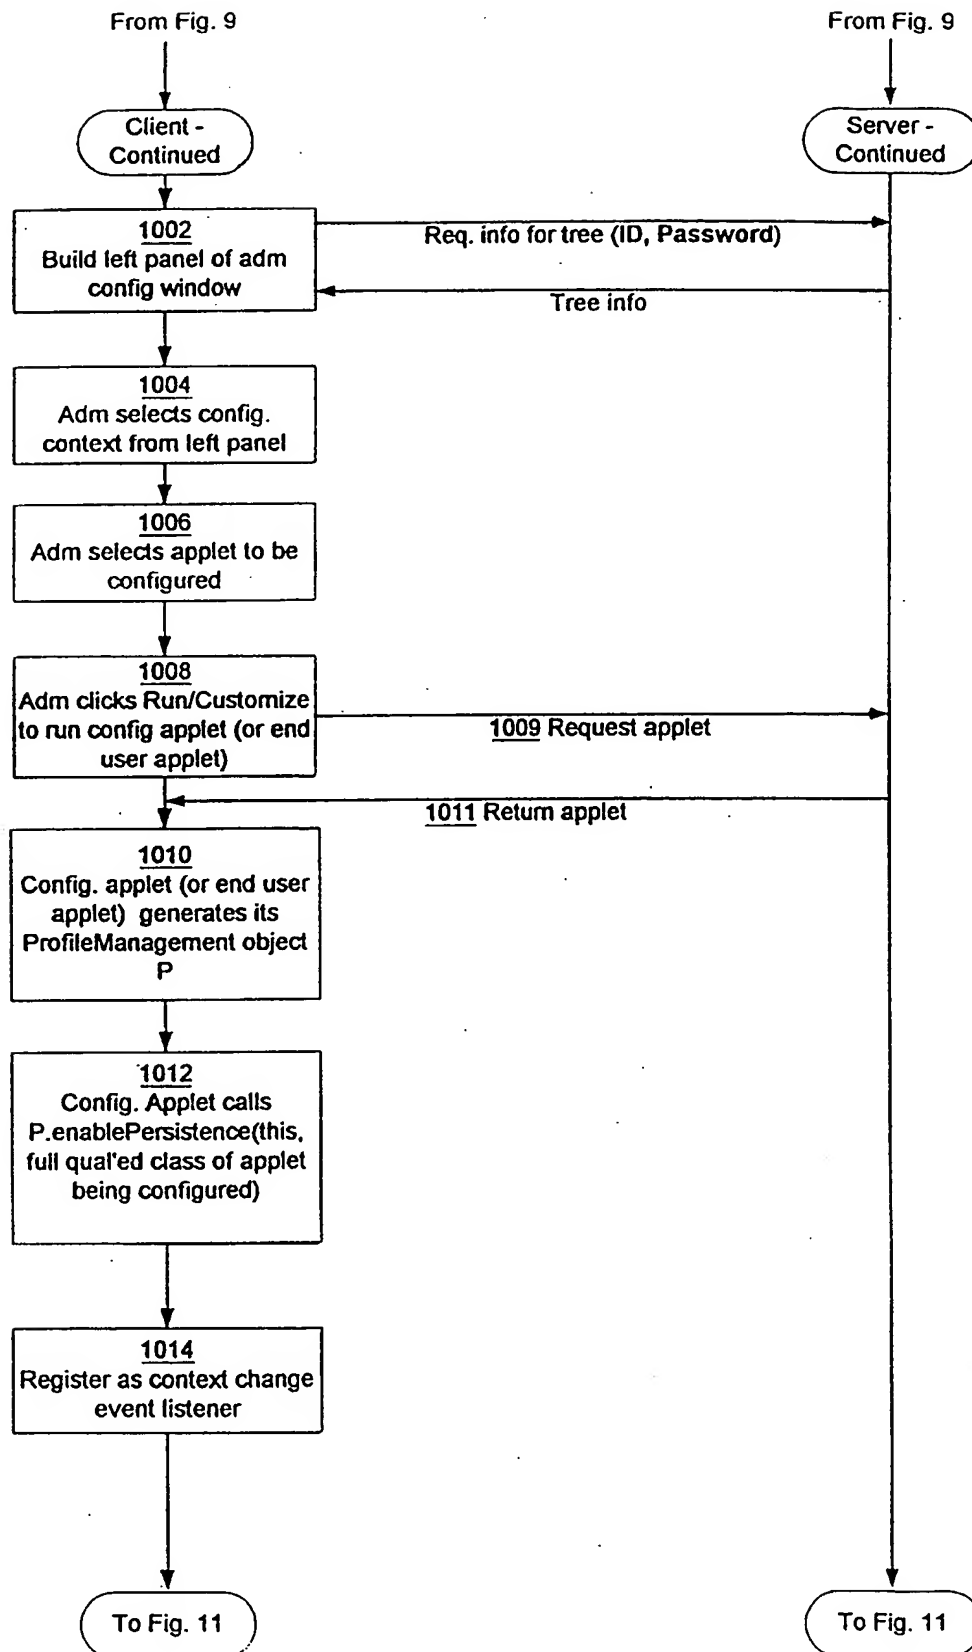 From Fig. 9
From Fig. 9
Client -
Continued
Server -
Continued
1002
Build left panel of adm
config window
Req. info for tree (ID, Password)
Tree info
1004
Adm selects config.
context from left panel
1006
Adm selects applet to be
configured
1008
Adm clicks Run/Customize
to run config applet (or end
user applet)
1009 Request applet
1011 Return applet
1010
Config. applet (or end user
applet) generates its
ProfileManagement object
P
1012
Config. Applet calls
P.enablePersistence(this,
full qual'ed class of applet
being configured)
1014
Register as context change
event listener
To Fig. 11
To Fig. 11